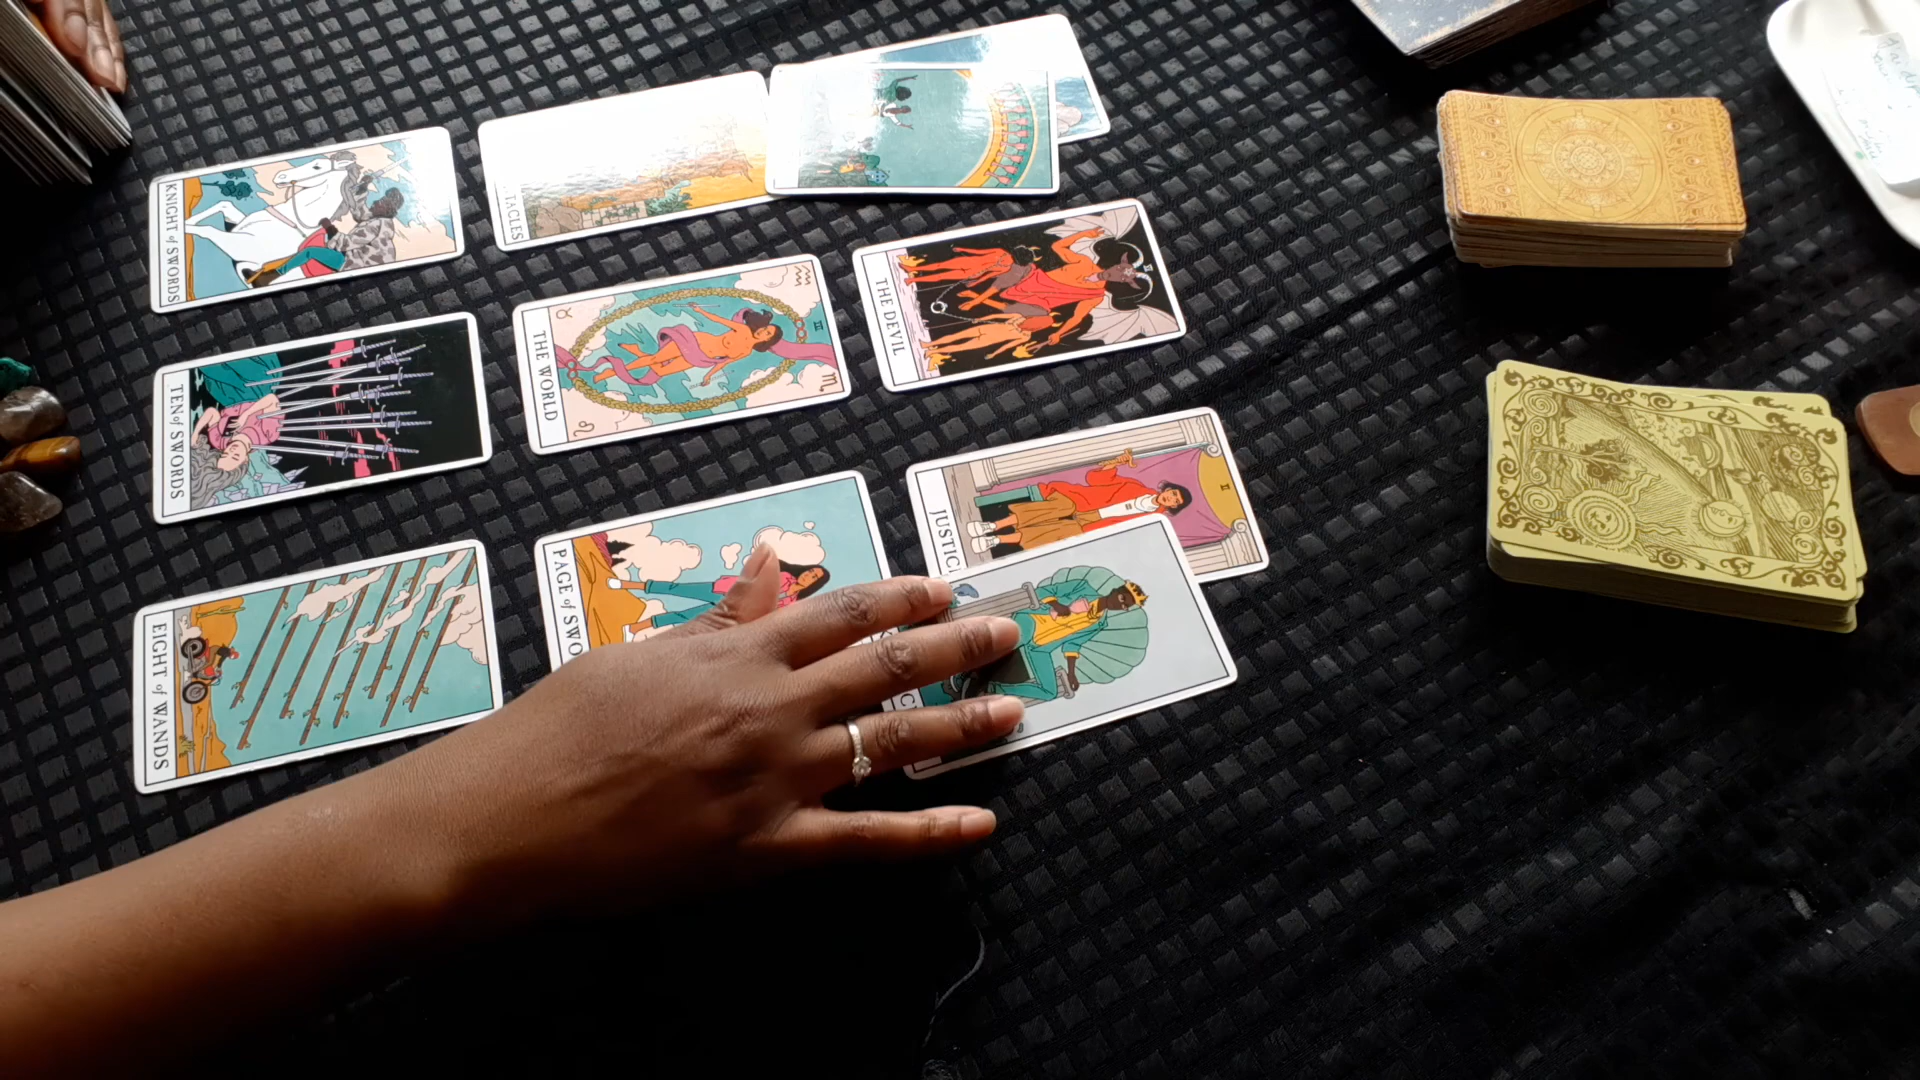 KNIGHT of SWORDS
TACLES
TEN of SWORDS
THE WORLD
THE DEVIL
EIGHT of WANDS
PAGE of SWO
JUSTIC